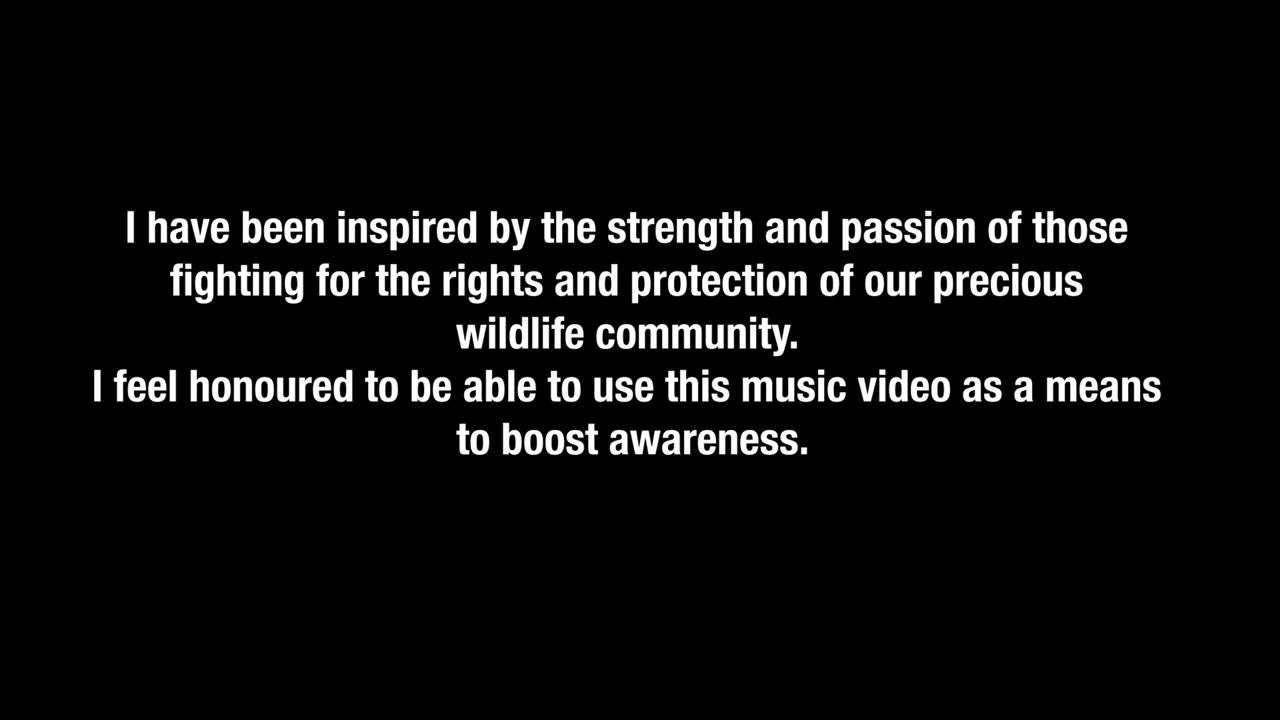 I have been inspired by the strength and passion of those
fighting for the rights and protection of our precious
wildlife community.
I feel honoured to be able to use this music video as a means
to boost awareness.